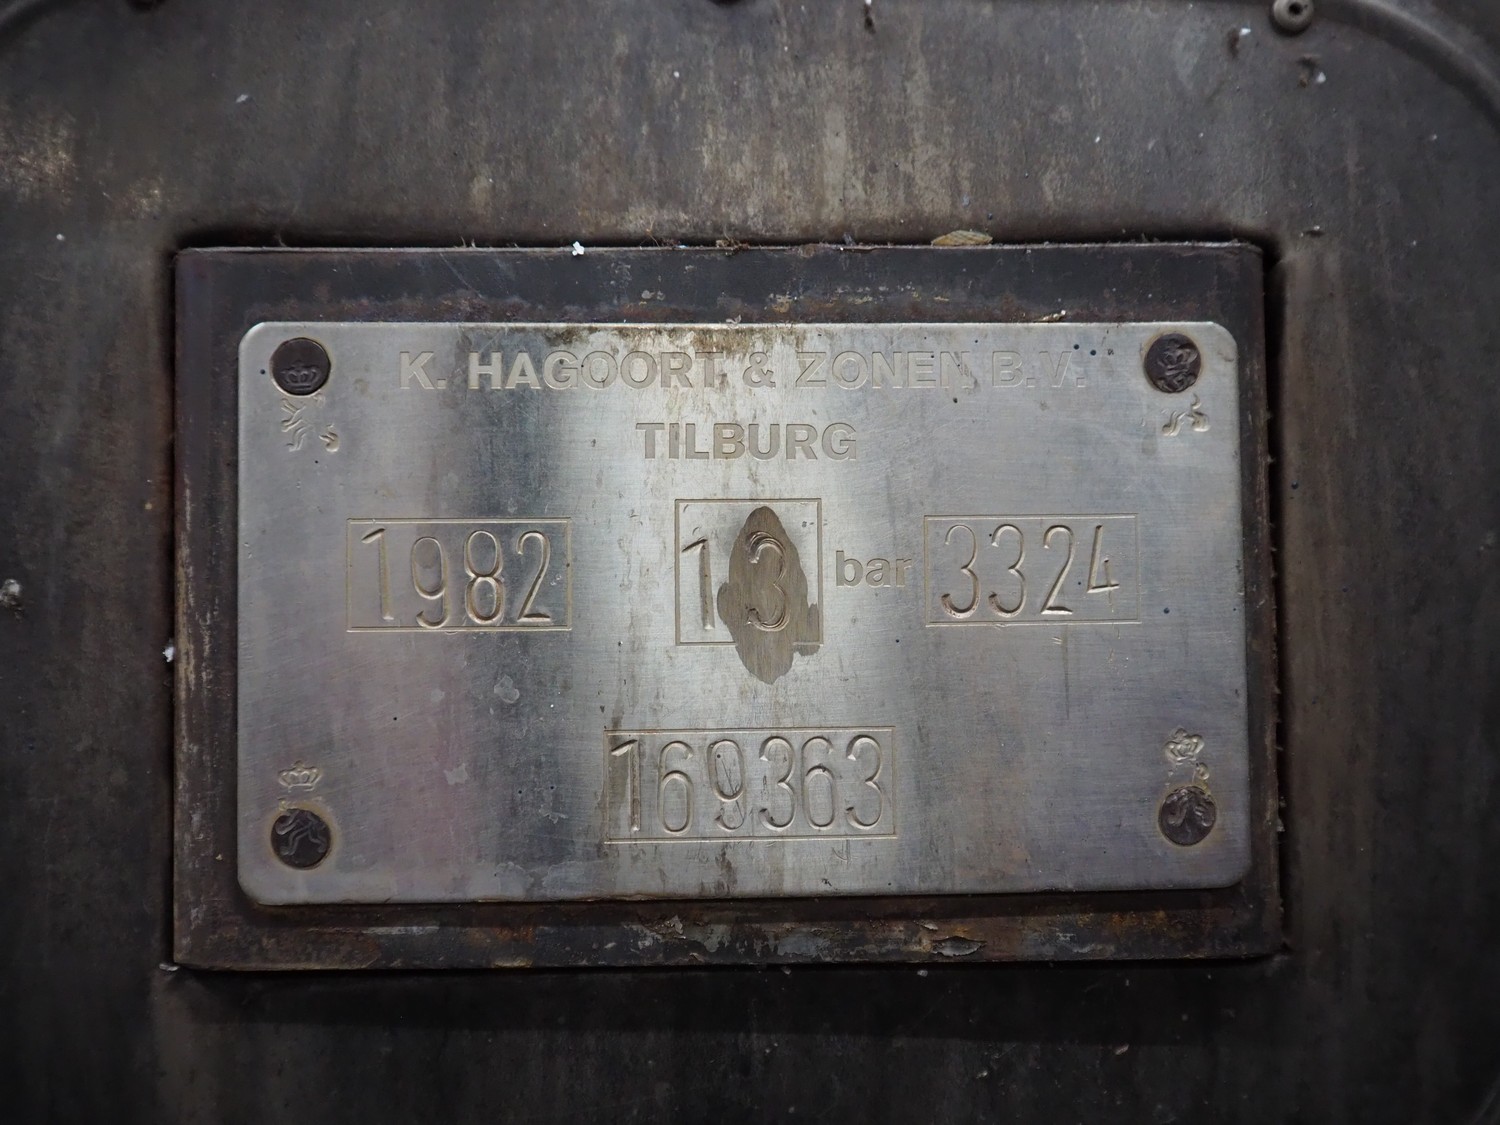 K. HAGOORT & ZONEN B.V.
TILBURG
1982 13 bar 3324
169363